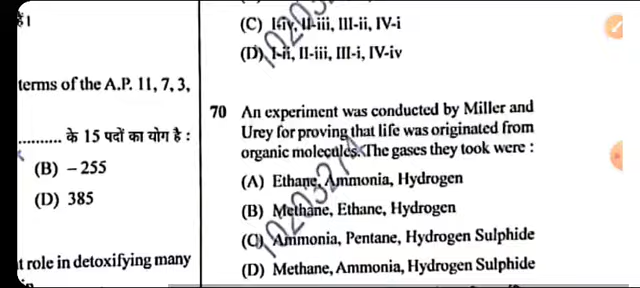 हैं।
terms of the A.P. 11, 7, 3,
.......... के 15 पदों का योग है :
(B) – 255
(D) 385
t role in detoxifying many
(C) I-iv, II-iii, III-ii, IV-i
(D) I-ii, II-iii, III-i, IV-iv
70 An experiment was conducted by Miller and
Urey for proving that life was originated from
organic molecules. The gases they took were :
(A) Ethane, Ammonia, Hydrogen
(B) Methane, Ethane, Hydrogen
(C) Ammonia, Pentane, Hydrogen Sulphide
(D) Methane, Ammonia, Hydrogen Sulphide
10203274